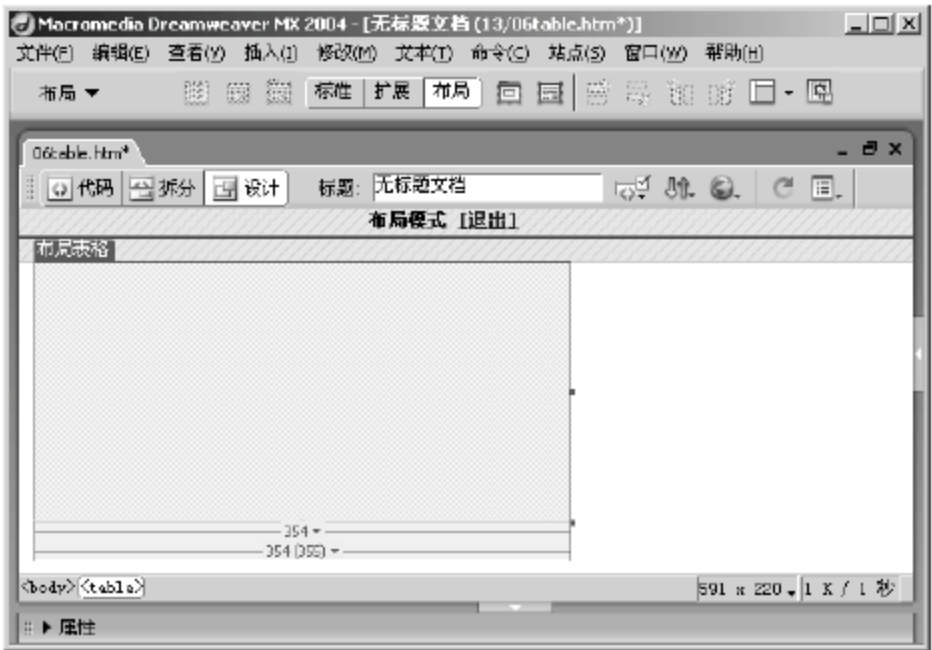 Macromedia Dreamweaver MX 2004 - [无标题文档 (13/06table.htm*)]
文件(F) 编辑(E) 查看(V) 插入(I) 修改(M) 文本(T) 命令(C) 站点(S) 窗口(W) 帮助(H)
布局 标准 扩展 布局
06table.htm*
代码 拆分 设计 标题: 无标题文档
布局模式 [退出]
布局表格
354
354 (355)
<body> <table> 591 x 220 1 K / 1 秒
属性